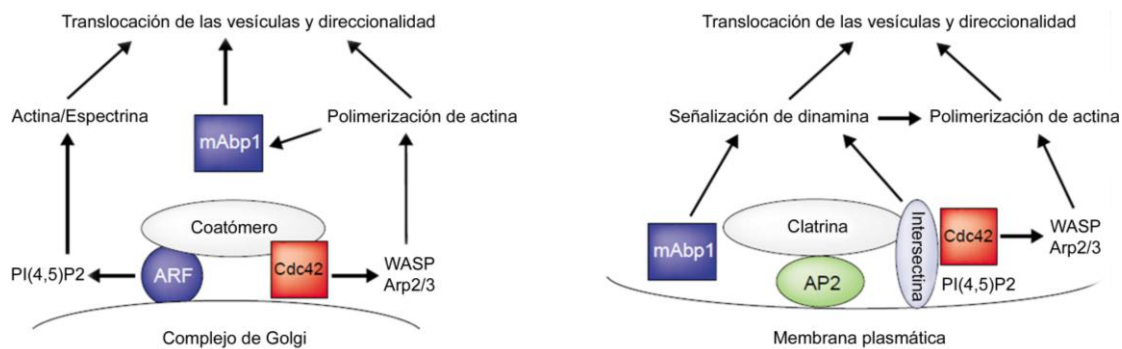 Translocación de las vesículas y direccionalidad
Actina/Espectrina
mAbp1
Polimerización de actina
Coatómero
PI(4,5)P2
ARF
Cdc42
WASP
Arp2/3
Complejo de Golgi
Translocación de las vesículas y direccionalidad
Señalización de dinamina
Polimerización de actina
mAbp1
Clatrina
Intersectina
Cdc42
WASP
Arp2/3
AP2
PI(4,5)P2
Membrana plasmática